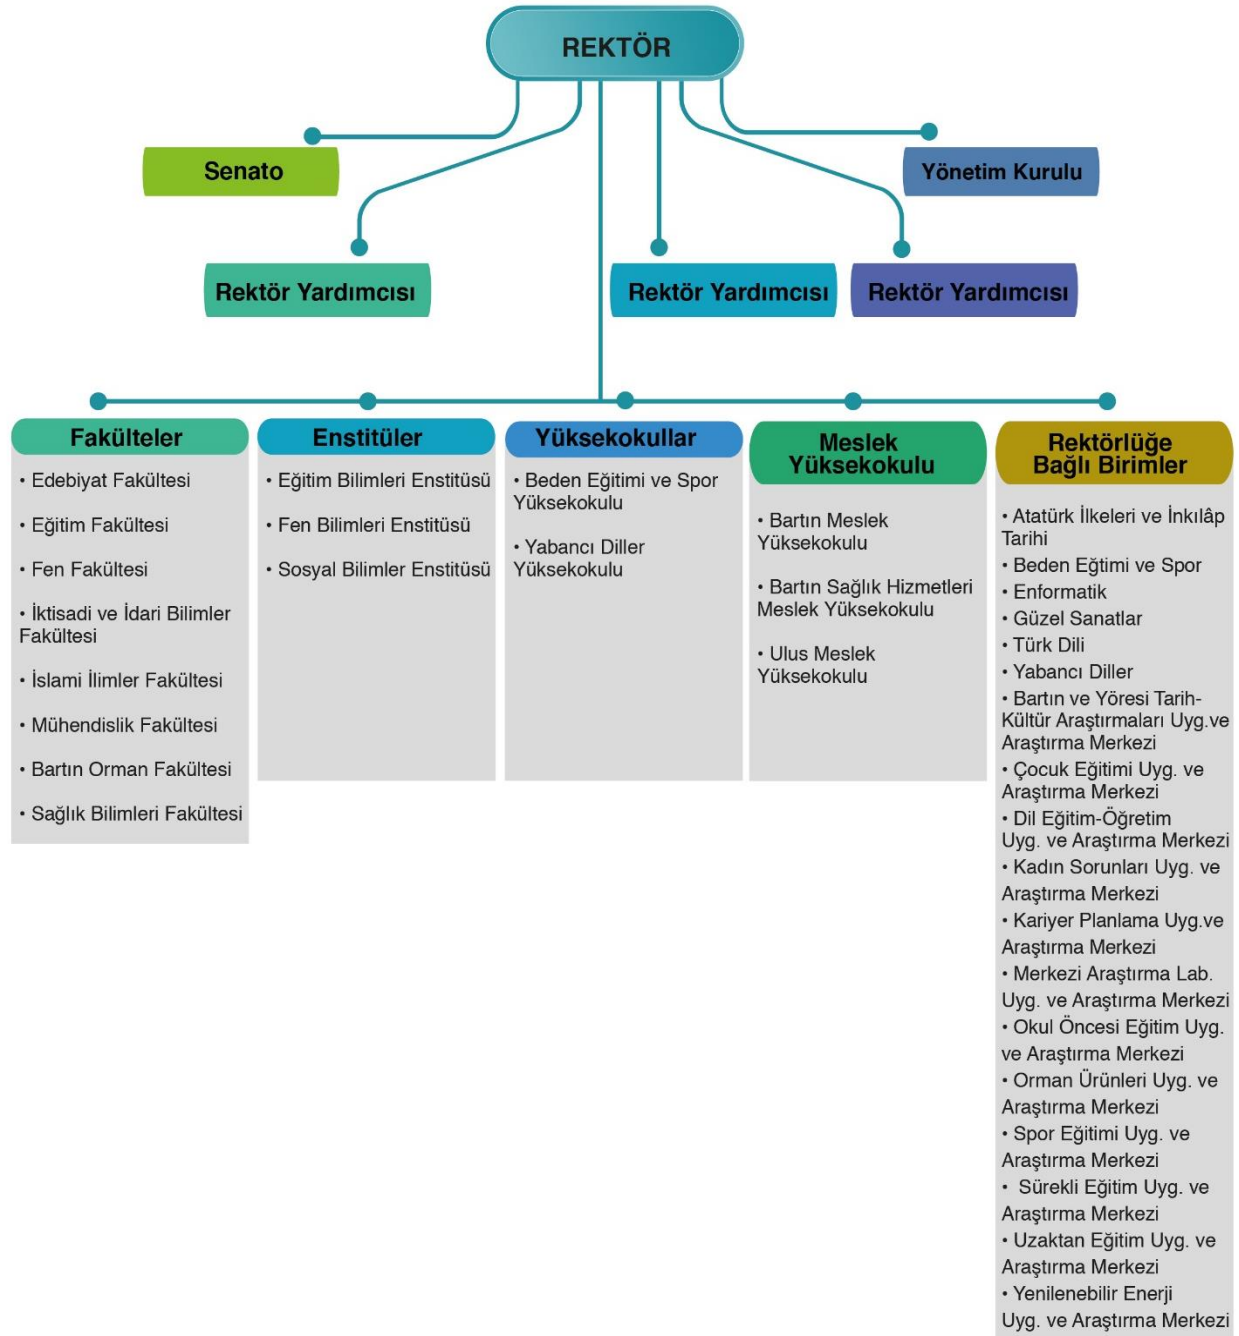 REKTÖR
Senato
Yönetim Kurulu
Rektör Yardımcısı
Rektör Yardımcısı
Rektör Yardımcısı
Fakülteler
• Edebiyat Fakültesi
• Eğitim Fakültesi
• Fen Fakültesi
• İktisadi ve İdari Bilimler
Fakültesi
• İslami İlimler Fakültesi
• Mühendislik Fakültesi
• Bartın Orman Fakültesi
• Sağlık Bilimleri Fakültesi
Enstitüler
• Eğitim Bilimleri Enstitüsü
• Fen Bilimleri Enstitüsü
• Sosyal Bilimler Enstitüsü
Yüksekokullar
• Beden Eğitimi ve Spor
Yüksekokulu
• Yabancı Diller
Yüksekokulu
Meslek
Yüksekokulu
• Bartın Meslek
Yüksekokulu
• Bartın Sağlık Hizmetleri
Meslek Yüksekokulu
• Ulus Meslek
Yüksekokulu
Rektörlüğe
Bağlı Birimler
• Atatürk İlkeleri ve İnkılâp
Tarihi
• Beden Eğtimi ve Spor
• Enformatik
• Güzel Sanatlar
• Türk Dili
• Yabancı Diller
• Bartın ve Yöresi Tarih-
Kültür Araştırmaları Uyg.ve
Araştırma Merkezi
• Çocuk Eğitimi Uyg. ve
Araştırma Merkezi
• Dil Eğitim-Öğretim
Uyg. ve Araştırma Merkezi
• Kadın Sorunları Uyg. ve
Araştırma Merkezi
• Kariyer Planlama Uyg.ve
Araştırma Merkezi
• Merkezi Araştırma Lab.
Uyg. ve Araştırma Merkezi
• Okul Öncesi Eğitim Uyg.
ve Araştırma Merkezi
• Orman Ürünleri Uyg. ve
Araştırma Merkezi
• Spor Eğitimi Uyg. ve
Araştırma Merkezi
• Sürekli Eğitim Uyg. ve
Araştırma Merkezi
• Uzaktan Eğitim Uyg. ve
Araştırma Merkezi
• Yenilenebilir Enerji
Uyg. ve Araştırma Merkezi